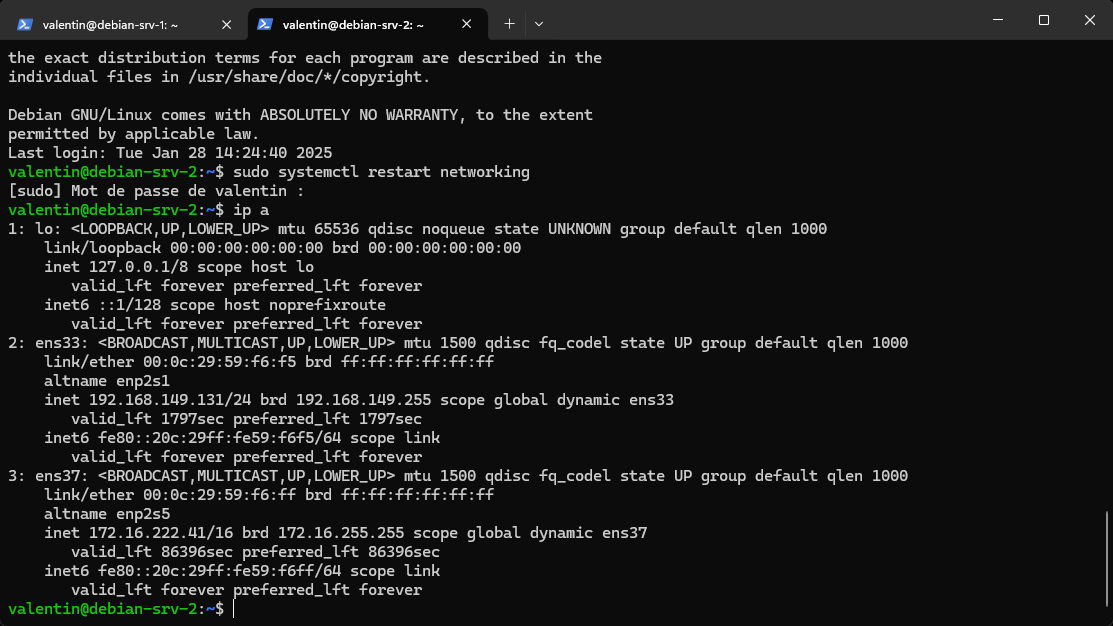 valentin@debian-srv-1: ~
valentin@debian-srv-2: ~
the exact distribution terms for each program are described in the
individual files in /usr/share/doc/*/copyright.
Debian GNU/Linux comes with ABSOLUTELY NO WARRANTY, to the extent
permitted by applicable law.
Last login: Tue Jan 28 14:24:40 2025
valentin@debian-srv-2:~$ sudo systemctl restart networking
[sudo] Mot de passe de valentin :
valentin@debian-srv-2:~$ ip a
1: lo: <LOOPBACK,UP,LOWER_UP> mtu 65536 qdisc noqueue state UNKNOWN group default qlen 1000
    link/loopback 00:00:00:00:00:00 brd 00:00:00:00:00:00
    inet 127.0.0.1/8 scope host lo
       valid_lft forever preferred_lft forever
    inet6 ::1/128 scope host noprefixroute
       valid_lft forever preferred_lft forever
2: ens33: <BROADCAST,MULTICAST,UP,LOWER_UP> mtu 1500 qdisc fq_codel state UP group default qlen 1000
    link/ether 00:0c:29:59:f6:f5 brd ff:ff:ff:ff:ff:ff
    altname enp2s1
    inet 192.168.149.131/24 brd 192.168.149.255 scope global dynamic ens33
       valid_lft 1797sec preferred_lft 1797sec
    inet6 fe80::20c:29ff:fe59:f6f5/64 scope link
       valid_lft forever preferred_lft forever
3: ens37: <BROADCAST,MULTICAST,UP,LOWER_UP> mtu 1500 qdisc fq_codel state UP group default qlen 1000
    link/ether 00:0c:29:59:f6:ff brd ff:ff:ff:ff:ff:ff
    altname enp2s5
    inet 172.16.222.41/16 brd 172.16.255.255 scope global dynamic ens37
       valid_lft 86396sec preferred_lft 86396sec
    inet6 fe80::20c:29ff:fe59:f6ff/64 scope link
       valid_lft forever preferred_lft forever
valentin@debian-srv-2:~$